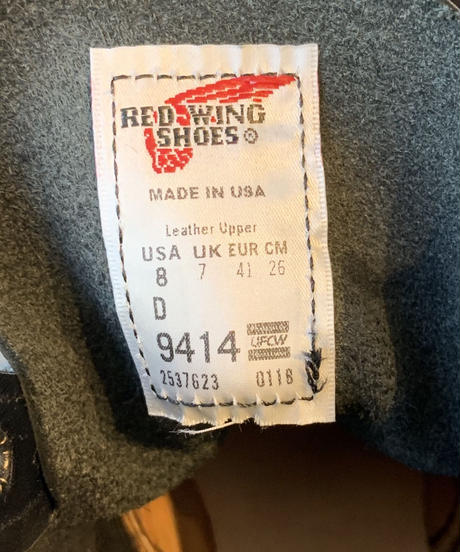 RED WING
SHOES®
MADE IN USA
Leather Upper
USA UK EUR CM
8 7 41 26
D
9414 UFCW
2537623 0118